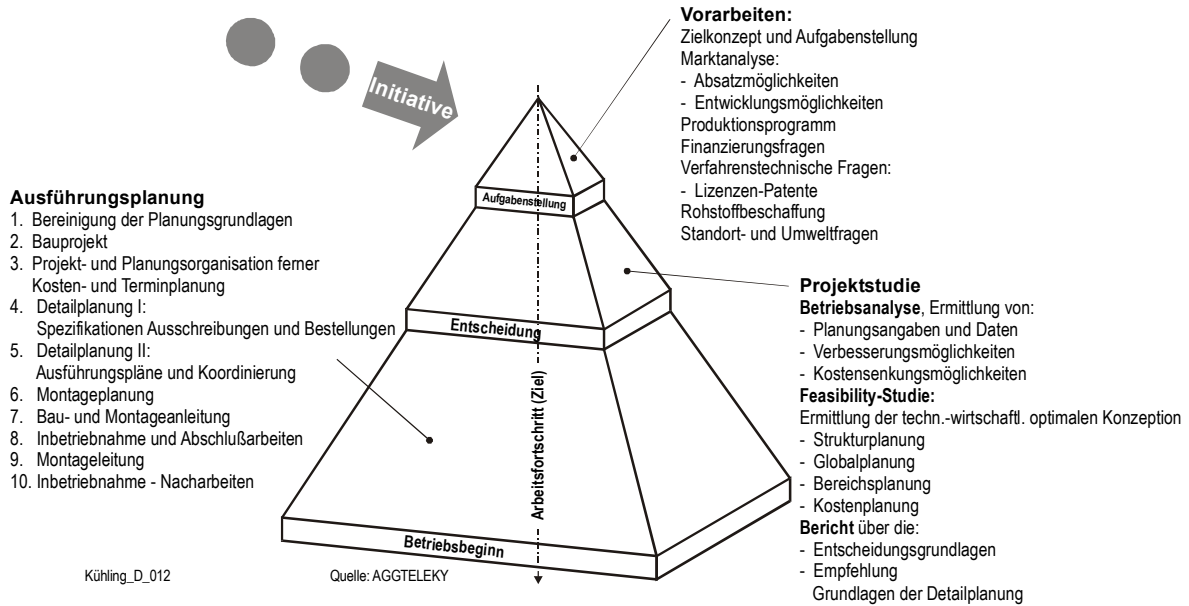 Initiative
Vorarbeiten:
Zielkonzept und Aufgabenstellung
Marktanalyse:
- Absatzmöglichkeiten
- Entwicklungsmöglichkeiten
Produktionsprogramm
Finanzierungsfragen
Verfahrenstechnische Fragen:
- Lizenzen-Patente
Rohstoffbeschaffung
Standort- und Umweltfragen
Aufgabenstellung
Ausführungsplanung
1. Bereinigung der Planungsgrundlagen
2. Bauprojekt
3. Projekt- und Planungsorganisation ferner
Kosten- und Terminplanung
4. Detailplanung I:
Spezifikationen Ausschreibungen und Bestellungen
5. Detailplanung II:
Ausführungspläne und Koordinierung
6. Montageplanung
7. Bau- und Montageanleitung
8. Inbetriebnahme und Abschlußarbeiten
9. Montageleitung
10. Inbetriebnahme - Nacharbeiten
Entscheidung
Arbeitsfortschritt (Ziel)
Projektstudie
Betriebsanalyse, Ermittlung von:
- Planungsangaben und Daten
- Verbesserungsmöglichkeiten
- Kostensenkungsmöglichkeiten
Feasibility-Studie:
Ermittlung der techn.-wirtschaftl. optimalen Konzeption
- Strukturplanung
- Globalplanung
- Bereichsplanung
- Kostenplanung
Bericht über die:
- Entscheidungsgrundlagen
- Empfehlung
Grundlagen der Detailplanung
Betriebsbeginn
Kühling_D_012
Quelle: AGGTELEKY